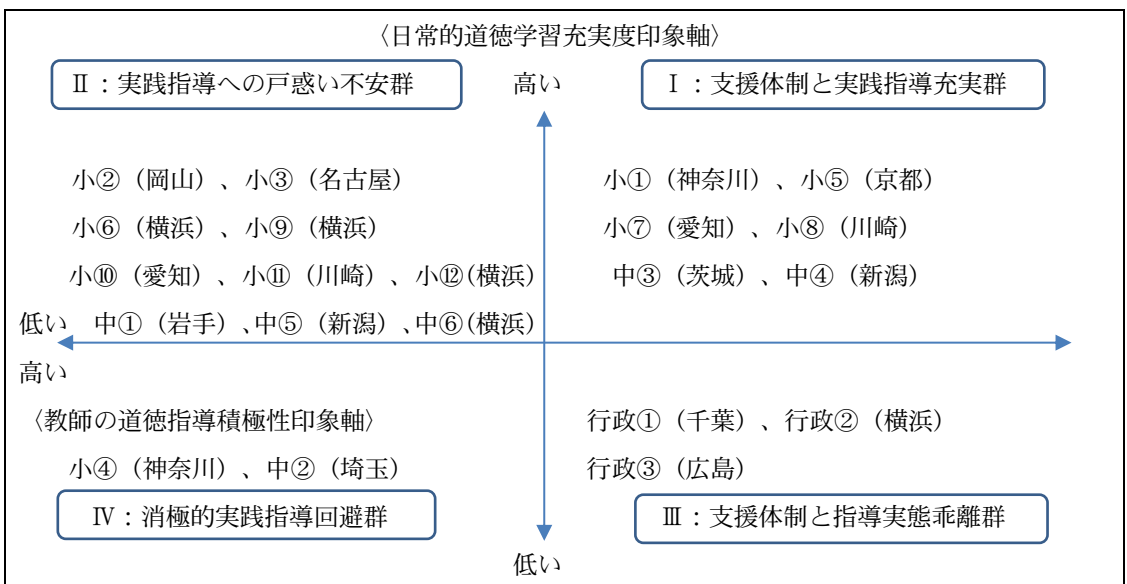 〈日常的道徳学習充実度印象軸〉
Ⅱ:実践指導への戸惑い不安群 高い Ⅰ:支援体制と実践指導充実群
小②(岡山)、小③(名古屋) 小①(神奈川)、小⑤(京都)
小⑥(横浜)、小⑨(横浜) 小⑦(愛知)、小⑧(川崎)
小⑩(愛知)、小⑪(川崎)、小⑫(横浜) 中③(茨城)、中④(新潟)
低い 中①(岩手)、中⑤(新潟)、中⑥(横浜)
高い
〈教師の道徳指導積極性印象軸〉 行政①(千葉)、行政②(横浜)
小④(神奈川)、中②(埼玉) 行政③(広島)
Ⅳ:消極的実践指導回避群 Ⅲ:支援体制と指導実態乖離群
低い